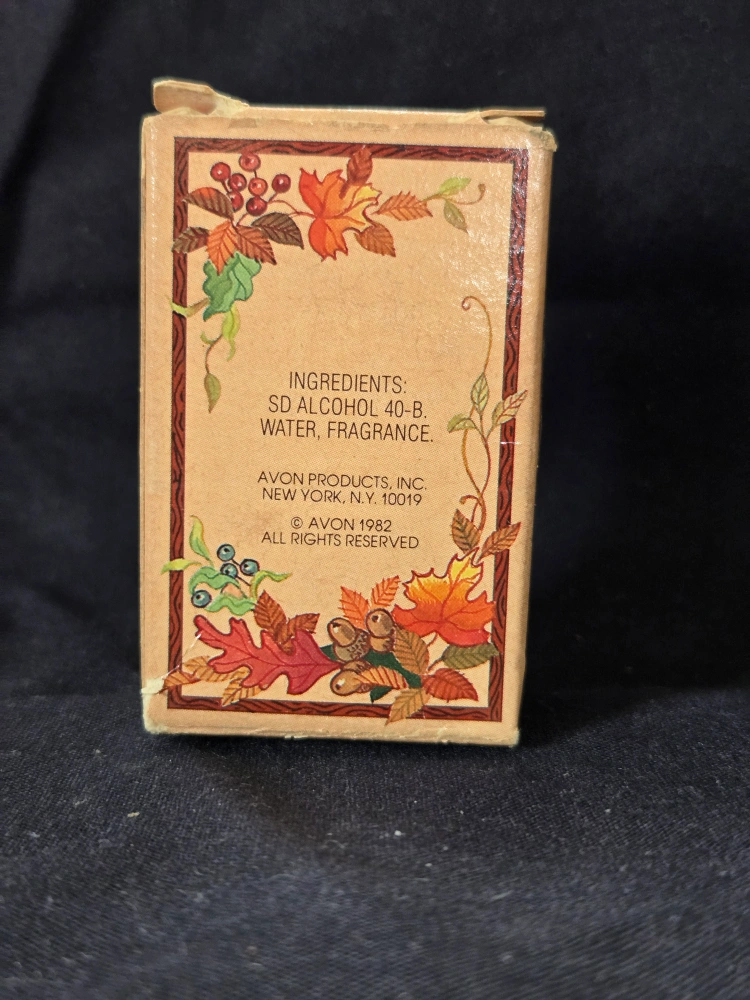 INGREDIENTS:
SD ALCOHOL 40-B.
WATER, FRAGRANCE.
AVON PRODUCTS, INC.
NEW YORK, N.Y. 10019
© AVON 1982
ALL RIGHTS RESERVED